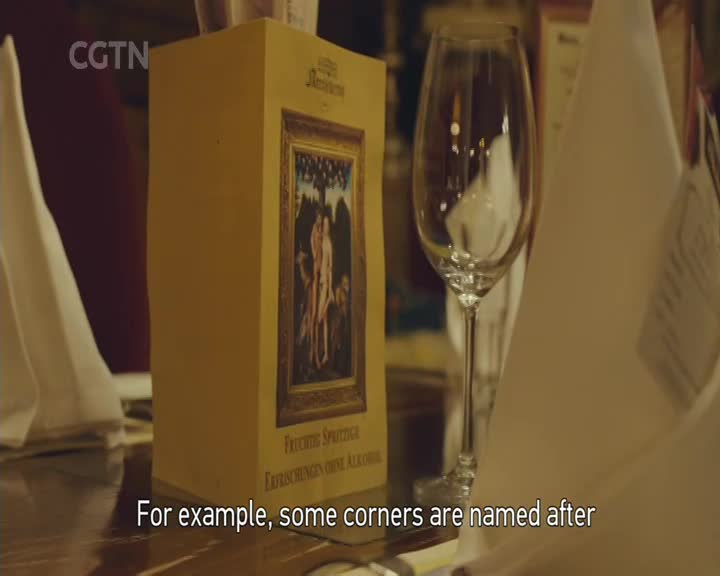 CGTN
FRUCHTIG SPRITZIGE
ERFRISCHUNGEN OHNE ALKOHOL
For example, some corners are named after